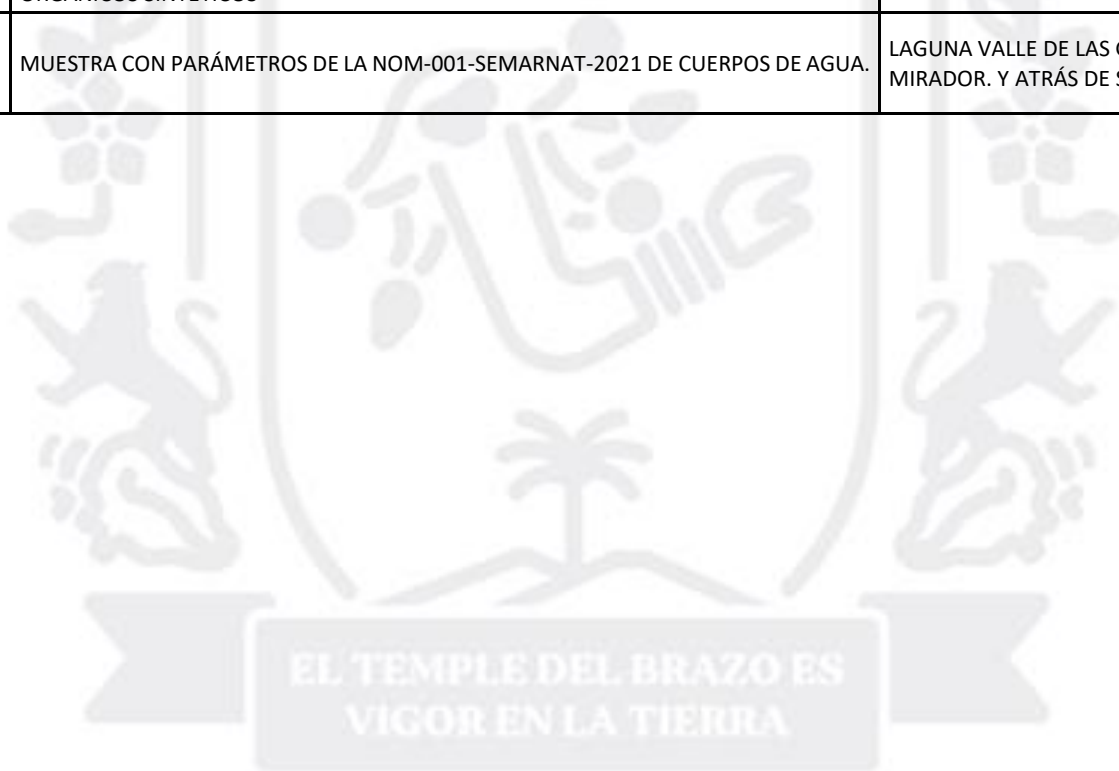 MUESTRA CON PARÁMETROS DE LA NOM-001-SEMARNAT-2021 DE CUERPOS DE AGUA.
LAGUNA VALLE DE LAS
MIRADOR. Y ATRÁS DE
EL TEMPLE DEL BRAZO ES
VIGOR EN LA TIERRA